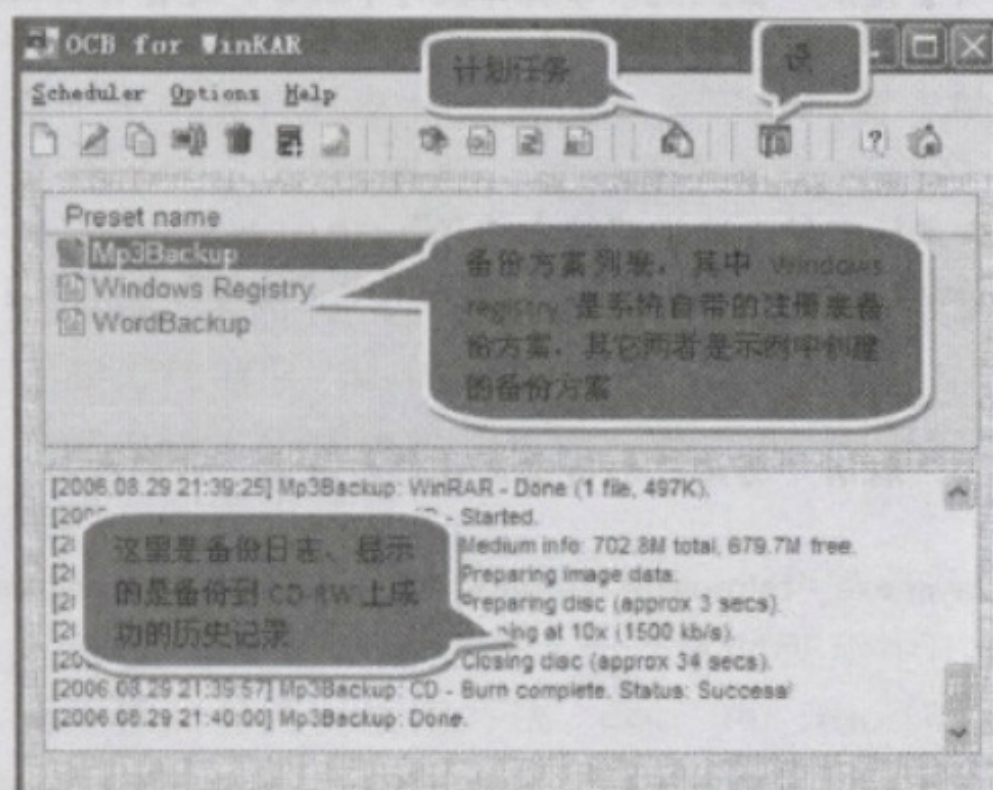 OCB for WinRAR
计划任务
设
Scheduler Options Help
Preset name
Mp3Backup
Windows Registry
WordBackup
备份方案列表,其中 Windows
registry 是系统自带的注册表备
份方案,其它两者是示例中创建
的备份方案
[2006.08.29 21:39:25] Mp3Backup: WinRAR - Done (1 file, 497K).
[200 - Started.
[2 Medium info: 702.8M total, 679.7M free.
[2 Preparing image data.
[2 Preparing disc (approx 3 secs).
[2 ing at 10x (1500 kb/s).
[200 Closing disc (approx 34 secs).
[2006.08.29 21:39:57] Mp3Backup: CD - Burn complete. Status: Success
[2006.08.29 21:40:00] Mp3Backup: Done.
这里是备份日志、显示
的是备份到 CD-RW 上成
功的历史记录